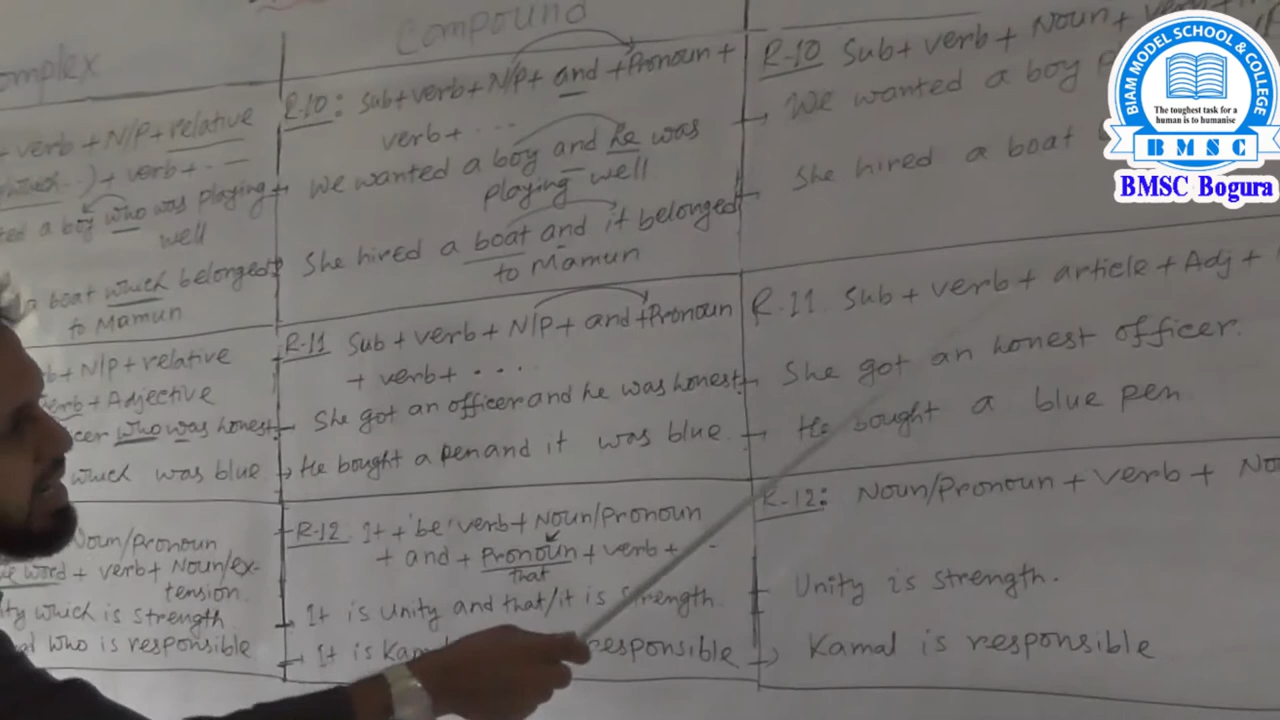 omplex
+ verb + N/P + relative
which..) + verb + ...
ted a boy who was playing
well
a boat which belonged
to Mamun
+ N/P + relative
verb + Adjective
icer who was honest
which was blue
Noun/Pronoun
word + verb + Noun/ex-
tension.
ty which is strength
who is responsible
Compound
R-10: Sub + verb + N/P + and + Pronoun +
verb + ...
We wanted a boy and he was
playing well
She hired a boat and it belonged
to Mamun
R-11 Sub + verb + N/P + and + Pronoun
+ verb + ....
She got an officer and he was honest
He bought a pen and it was blue
R-12. It + 'be' verb + Noun/Pronoun
+ and + Pronoun + verb +
that
It is Unity and that/it is strength
It is Kam responsible
R-10 Sub + verb + Noun + verb +
We wanted a boy
She hired a boat
R-11. Sub + verb + article + Adj +
She got an honest officer.
He bought a blue pen
R-12: Noun/Pronoun + verb + No
Unity is strength.
Kamal is responsible
BIAM MODEL SCHOOL & COLLEGE
The toughest task for a
human is to humanise
BMSC
BMSC Bogura